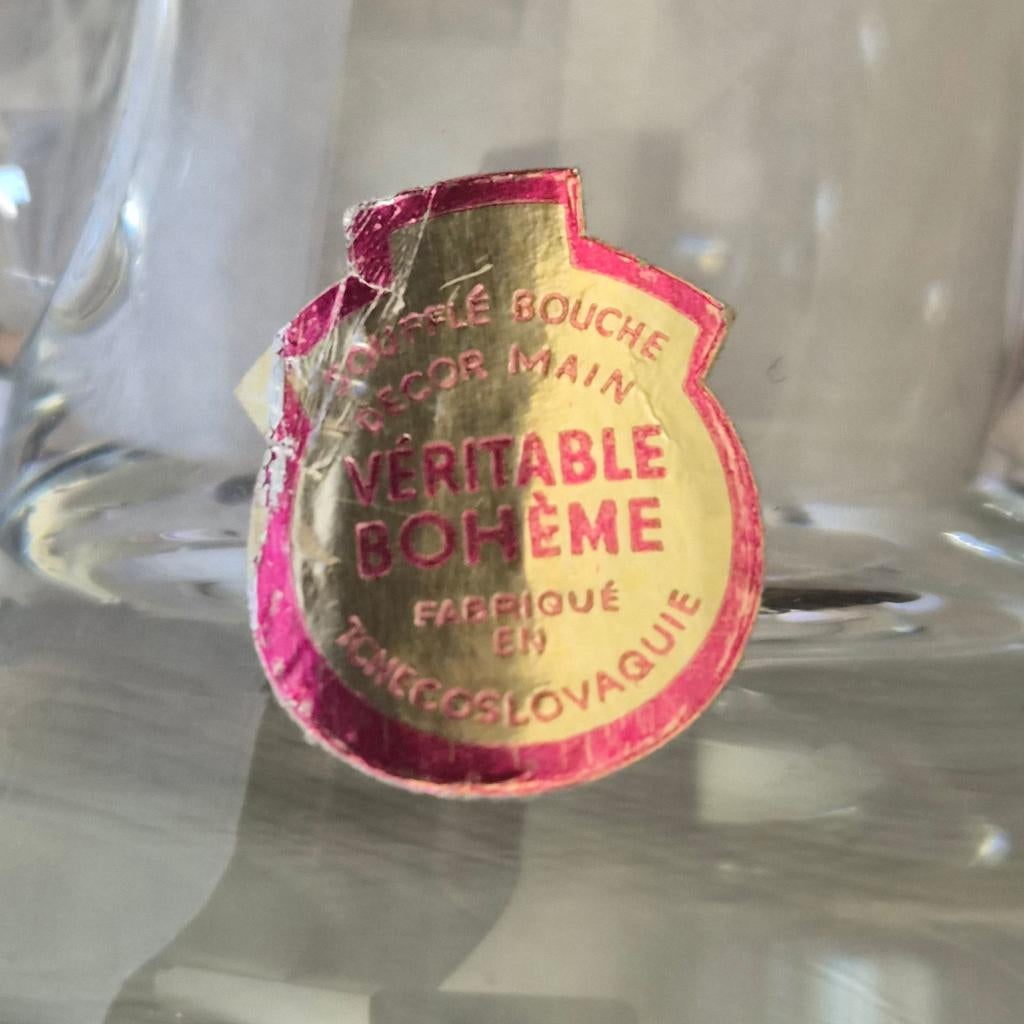 SOUFFLÉ BOUCHE
DECOR MAIN
VÉRITABLE
BOHÈME
FABRIQUÉ
EN
TCHECOSLOVAQUIE